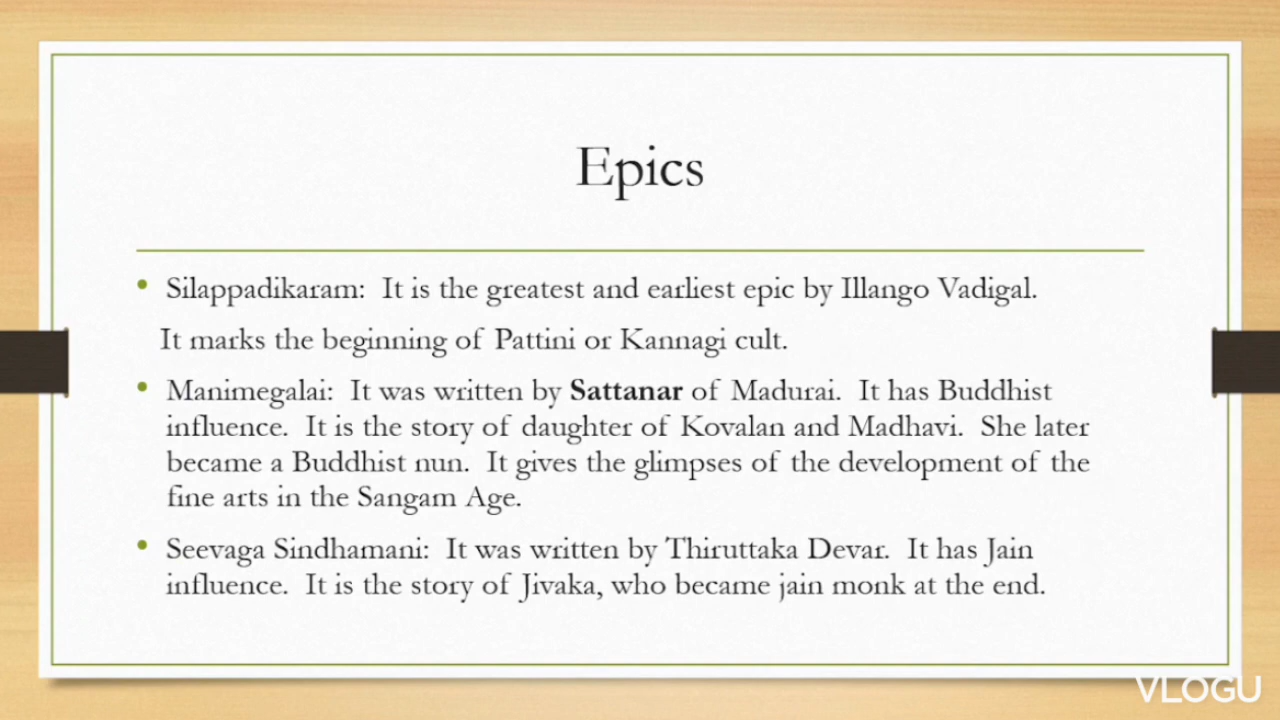 Epics
• Silappadikaram: It is the greatest and earliest epic by Illango Vadigal.
It marks the beginning of Pattini or Kannagi cult.
• Manimegalai: It was written by Sattanar of Madurai. It has Buddhist
influence. It is the story of daughter of Kovalan and Madhavi. She later
became a Buddhist nun. It gives the glimpses of the development of the
fine arts in the Sangam Age.
• Seevaga Sindhamani: It was written by Thiruttaka Devar. It has Jain
influence. It is the story of Jivaka, who became jain monk at the end.
VLOGU